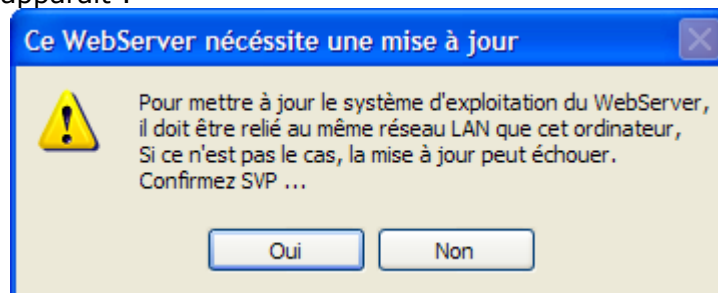 apparaît :
Ce WebServer nécéssite une mise à jour
Pour mettre à jour le système d'exploitation du WebServer,
il doit être relié au même réseau LAN que cet ordinateur,
Si ce n'est pas le cas, la mise à jour peut échouer.
Confirmez SVP ...
Oui
Non